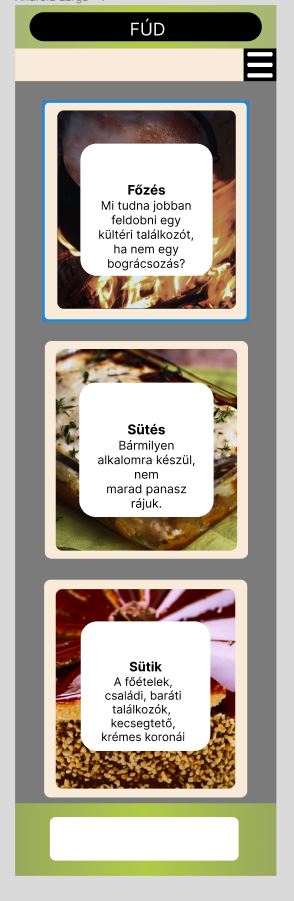 FÚD
Főzés
Mi tudna jobban
feldobni egy
kültéri találkozót,
ha nem egy
bográcsozás?
Sütés
Bármilyen
alkalomra készül,
nem
marad panasz
rájuk.
Sütik
A főételek,
családi, baráti
találkozók,
kecsegtető,
krémes koronái